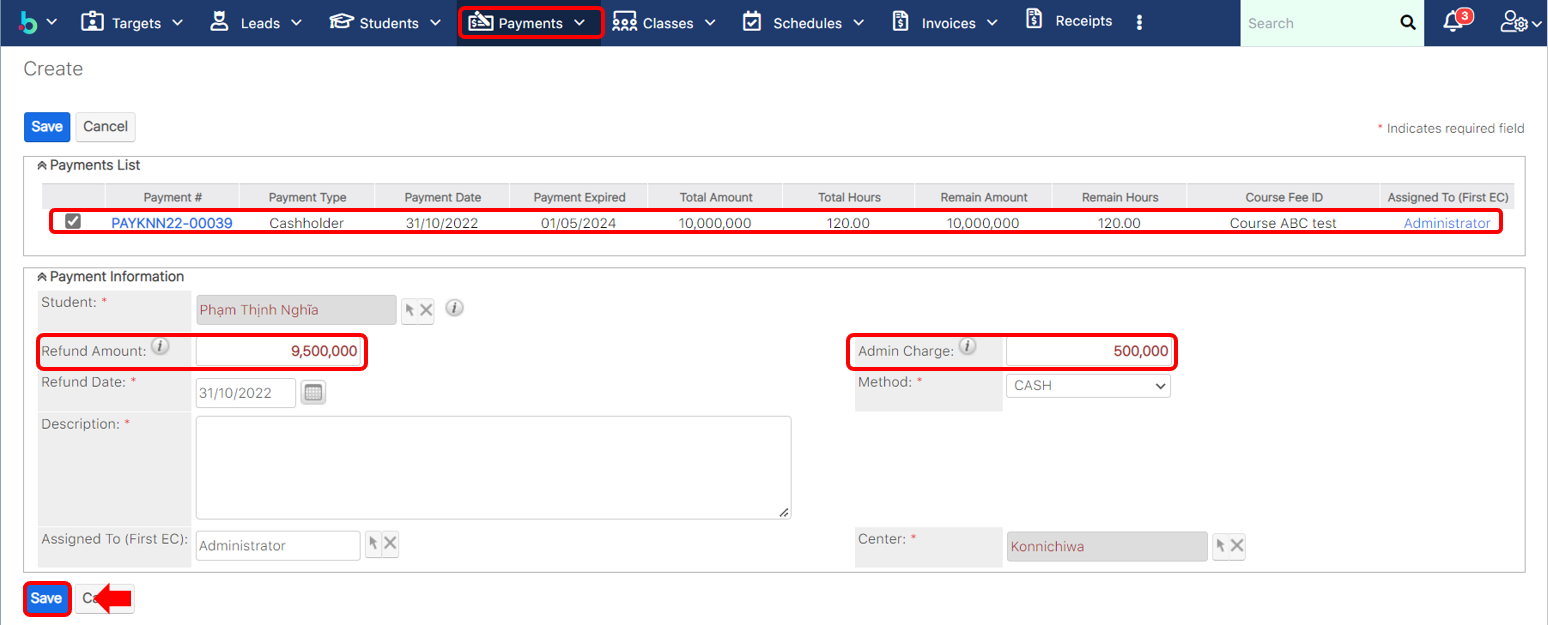 Targets Leads Students Payments Classes Schedules Invoices Receipts Search 3
Create
Save Cancel
* Indicates required field
Payments List
Payment # Payment Type Payment Date Payment Expired Total Amount Total Hours Remain Amount Remain Hours Course Fee ID Assigned To (First EC)
PAYKNN22-00039 Cashholder 31/10/2022 01/05/2024 10,000,000 120.00 10,000,000 120.00 Course ABC test Administrator
Payment Information
Student: * Phạm Thịnh Nghĩa
Refund Amount: 9,500,000 Admin Charge: 500,000
Refund Date: * 31/10/2022 Method: * CASH
Description: *
Assigned To (First EC): Administrator Center: * Konnichiwa
Save